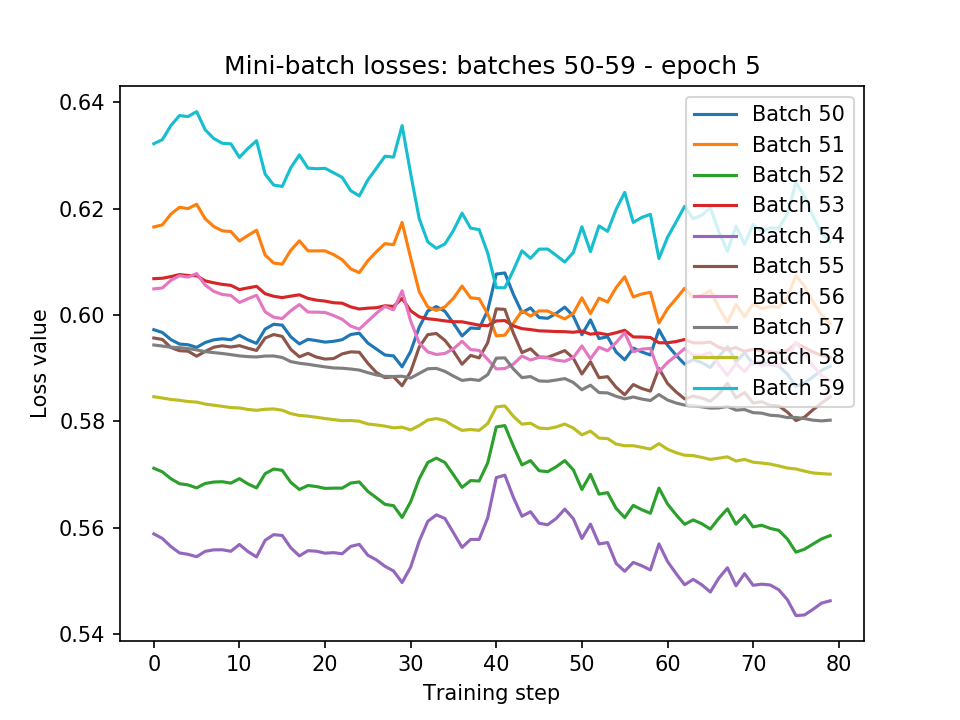 Mini-batch losses: batches 50-59 - epoch 5
0.64
0.62
0.60
0.58
0.56
0.54
Loss value
0 10 20 30 40 50 60 70 80
Training step
Batch 50
Batch 51
Batch 52
Batch 53
Batch 54
Batch 55
Batch 56
Batch 57
Batch 58
Batch 59